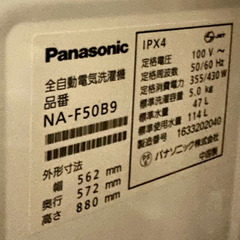 Panasonic
全自動電気洗濯機
品番
NA-F50B9
外形寸法
幅 562 mm
奥行 572 mm
高さ 880 mm
IPX4
定格電圧 100 V~
定格周波数 50/60 Hz
定格消費電力 355/430 W
標準洗濯容量 5.0 kg
標準水量 47 L
標準使用水量 114 L
製造番号 1633202040
パナソニック株式会社
中国製